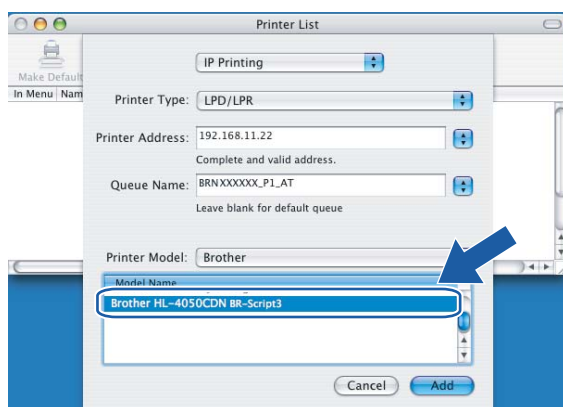 Printer List
IP Printing
Make Default
In Menu Nam
Printer Type: LPD/LPR
Printer Address: 192.168.11.22
Complete and valid address.
Queue Name: BRNXXXXXX_P1_AT
Leave blank for default queue
Printer Model: Brother
Model Name
Brother HL-4050CDN BR-Script3
Cancel Add